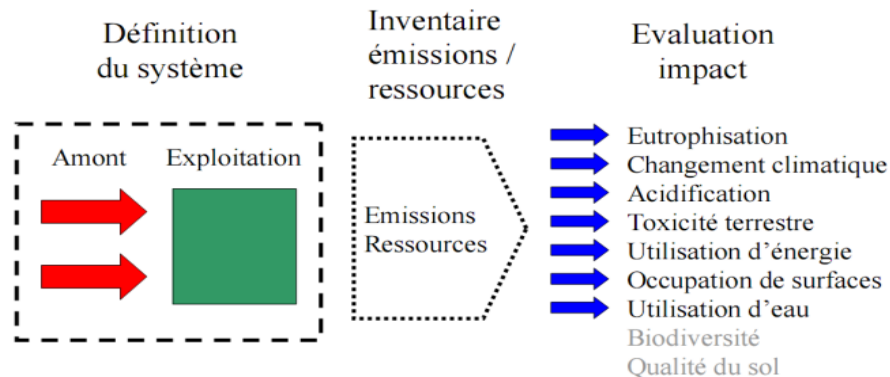 Définition
du système
Inventaire
émissions /
ressources
Evaluation
impact
Amont
Exploitation
Emissions
Ressources
Eutrophisation
Changement climatique
Acidification
Toxicité terrestre
Utilisation d'énergie
Occupation de surfaces
Utilisation d'eau
Biodiversité
Qualité du sol